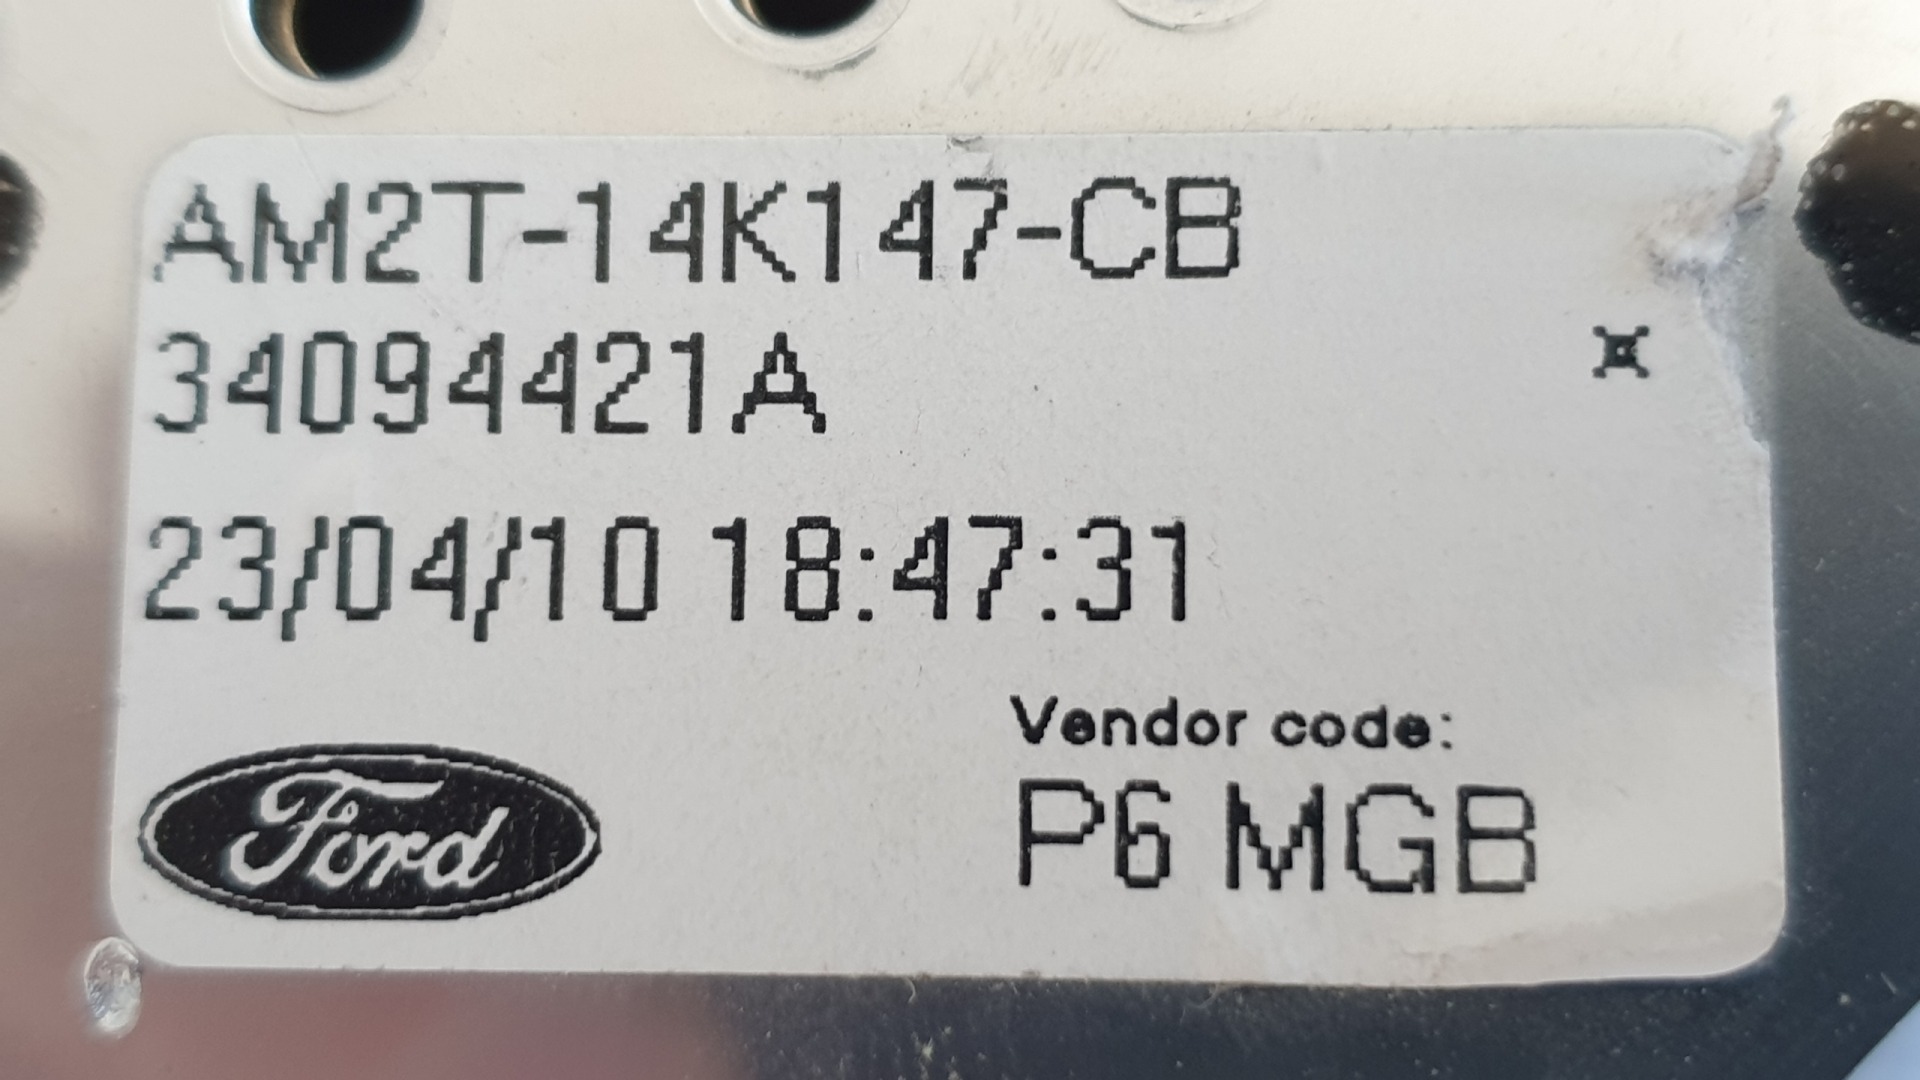 AM2T-14K147-CB
34094421A
23/04/10 18:47:31
Vendor code:
P6 MGB
Ford